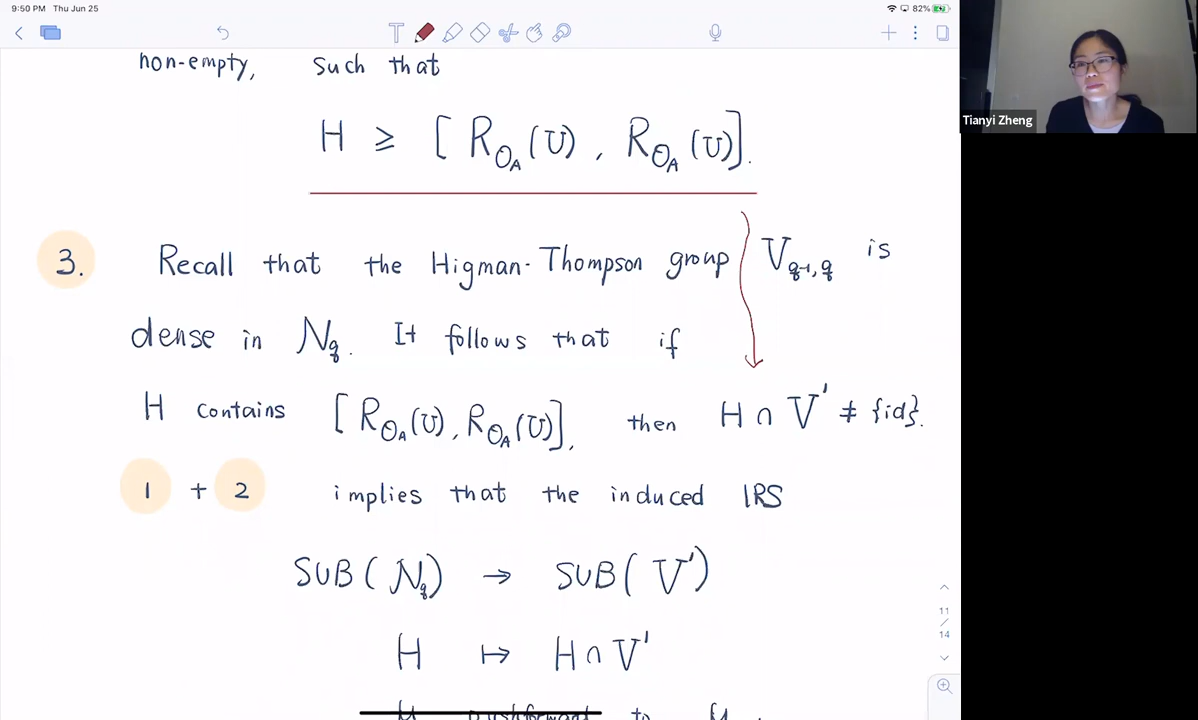 9:50 PM Thu Jun 25
82%
non-empty, such that
H ≥ [ R_{O_A}(U), R_{O_A}(U) ].
Tianyi Zheng
3. Recall that the Higman-Thompson group V_{q-1,q} is
dense in N_q. It follows that if
H contains [ R_{O_A}(U), R_{O_A}(U) ], then H ∩ V' ≠ {id}.
1 + 2 implies that the induced IRS
SUB(N_q) → SUB(V')
H ↦ H ∩ V'
11
/
14